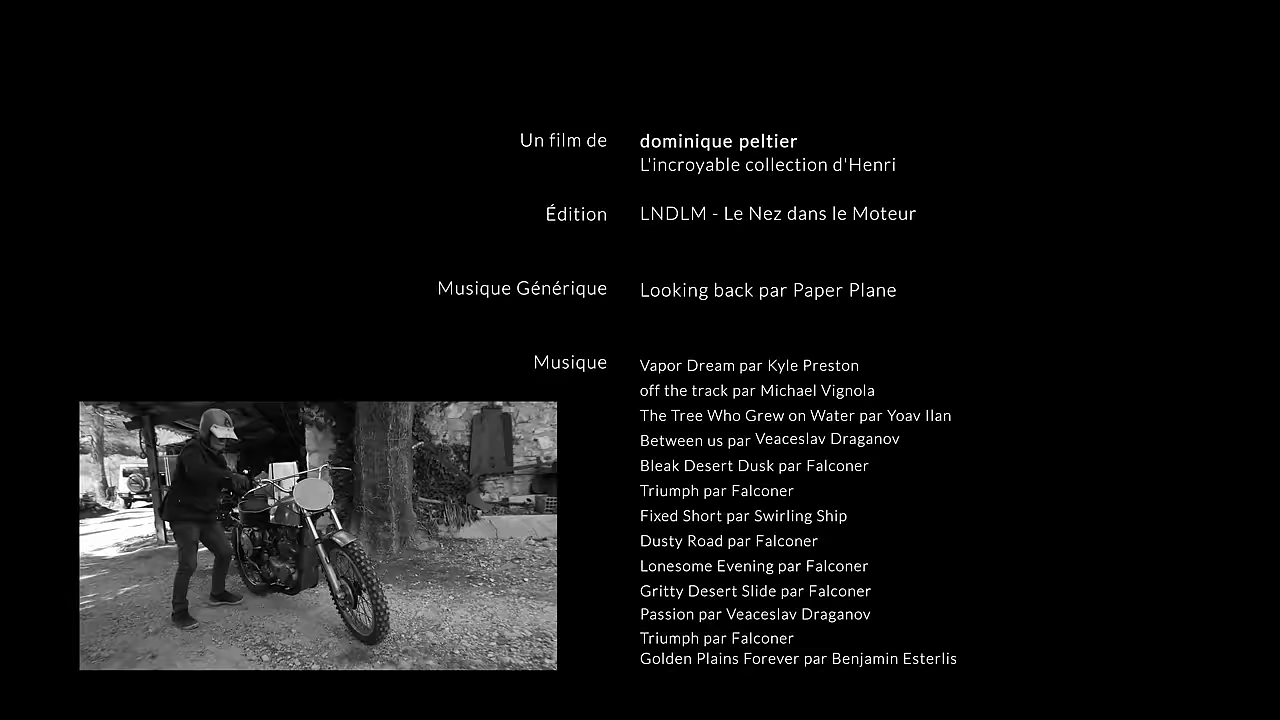 Un film de dominique peltier
L'incroyable collection d'Henri
Édition LNDLM - Le Nez dans le Moteur
Musique Générique Looking back par Paper Plane
Musique Vapor Dream par Kyle Preston
off the track par Michael Vignola
The Tree Who Grew on Water par Yoav Ilan
Between us par Veaceslav Draganov
Bleak Desert Dusk par Falconer
Triumph par Falconer
Fixed Short par Swirling Ship
Dusty Road par Falconer
Lonesome Evening par Falconer
Gritty Desert Slide par Falconer
Passion par Veaceslav Draganov
Triumph par Falconer
Golden Plains Forever par Benjamin Esterlis